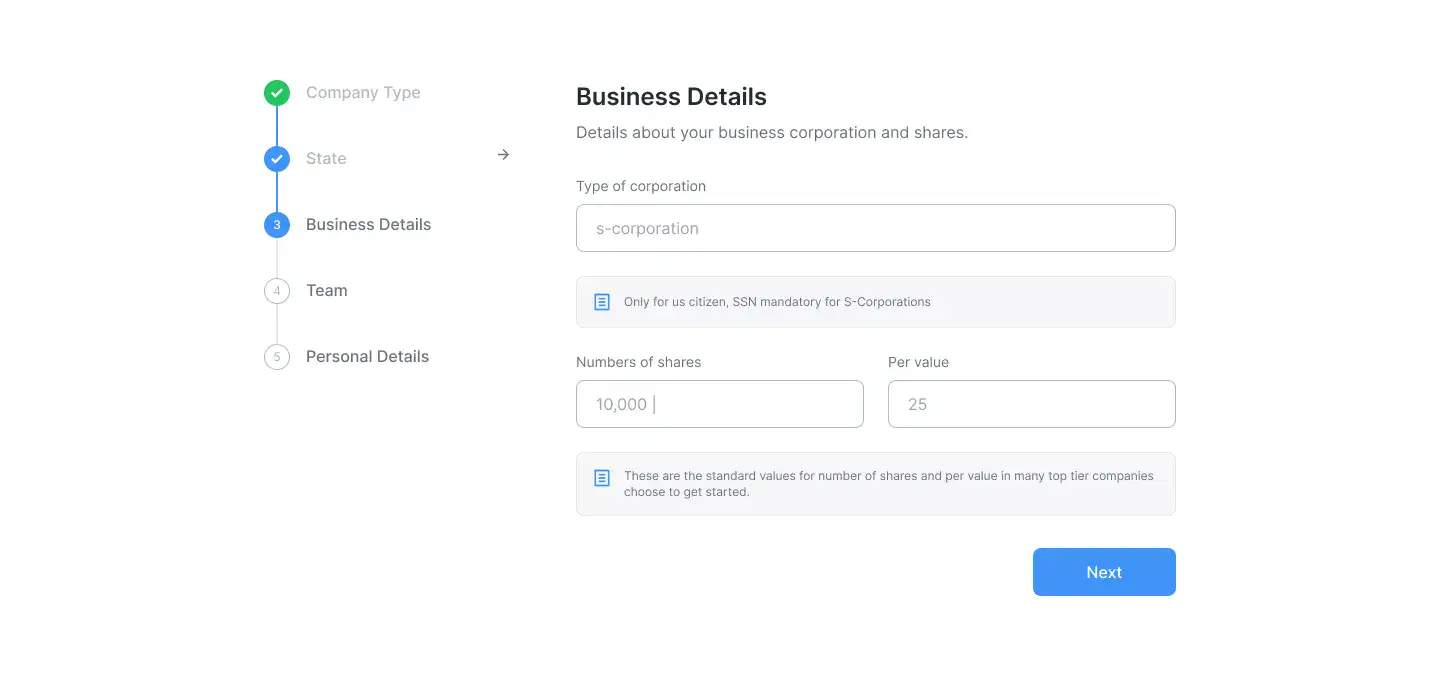 Company Type
State
3
Business Details
4
Team
5
Personal Details
Business Details
Details about your business corporation and shares.
Type of corporation
s-corporation
Only for us citizen, SSN mandatory for S-Corporations
Numbers of shares
Per value
10,000
25
These are the standard values for number of shares and per value in many top tier companies
choose to get started.
Next